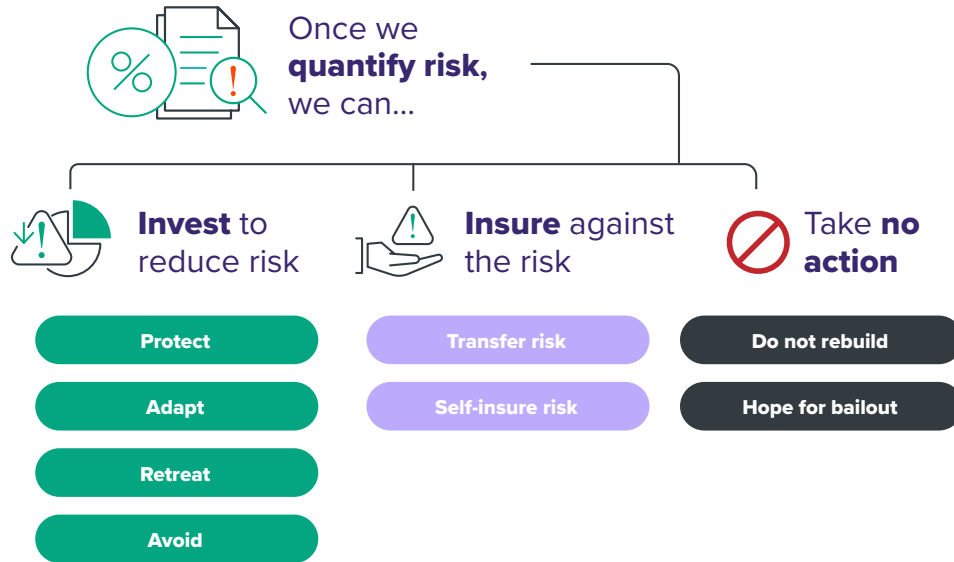 Once we
quantify risk,
we can...
Invest to
reduce risk
Insure against
the risk
Take no
action
Protect
Transfer risk
Do not rebuild
Adapt
Self-insure risk
Hope for bailout
Retreat
Avoid